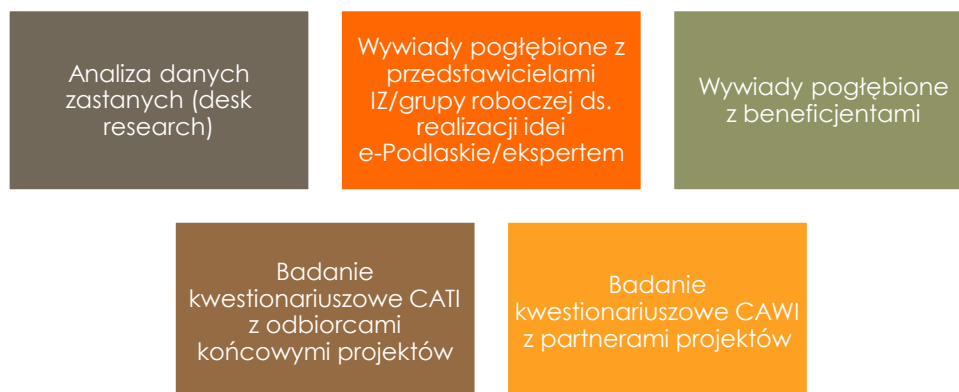 Analiza danych
zastanych (desk
research)
Wywiady pogłębione z
przedstawicielami
IZ/grupy roboczej ds.
realizacji idei
e-Podlaskie/ekspertem
Wywiady pogłębione
z beneficjentami
Badanie
kwestionariuszowe CATI
z odbiorcami
końcowymi projektów
Badanie
kwestionariuszowe CAWI
z partnerami projektów